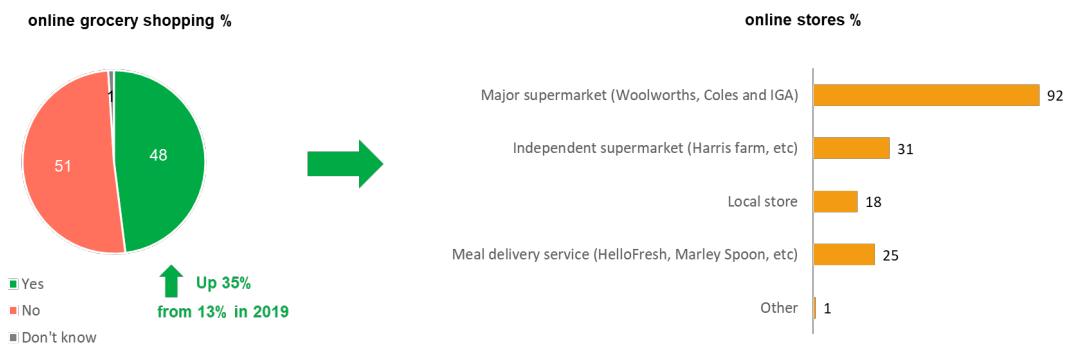 online grocery shopping %
1
48
51
Up 35%
from 13% in 2019
Yes
No
Don't know
online stores %
Major supermarket (Woolworths, Coles and IGA) 92
Independent supermarket (Harris farm, etc) 31
Local store 18
Meal delivery service (HelloFresh, Marley Spoon, etc) 25
Other 1